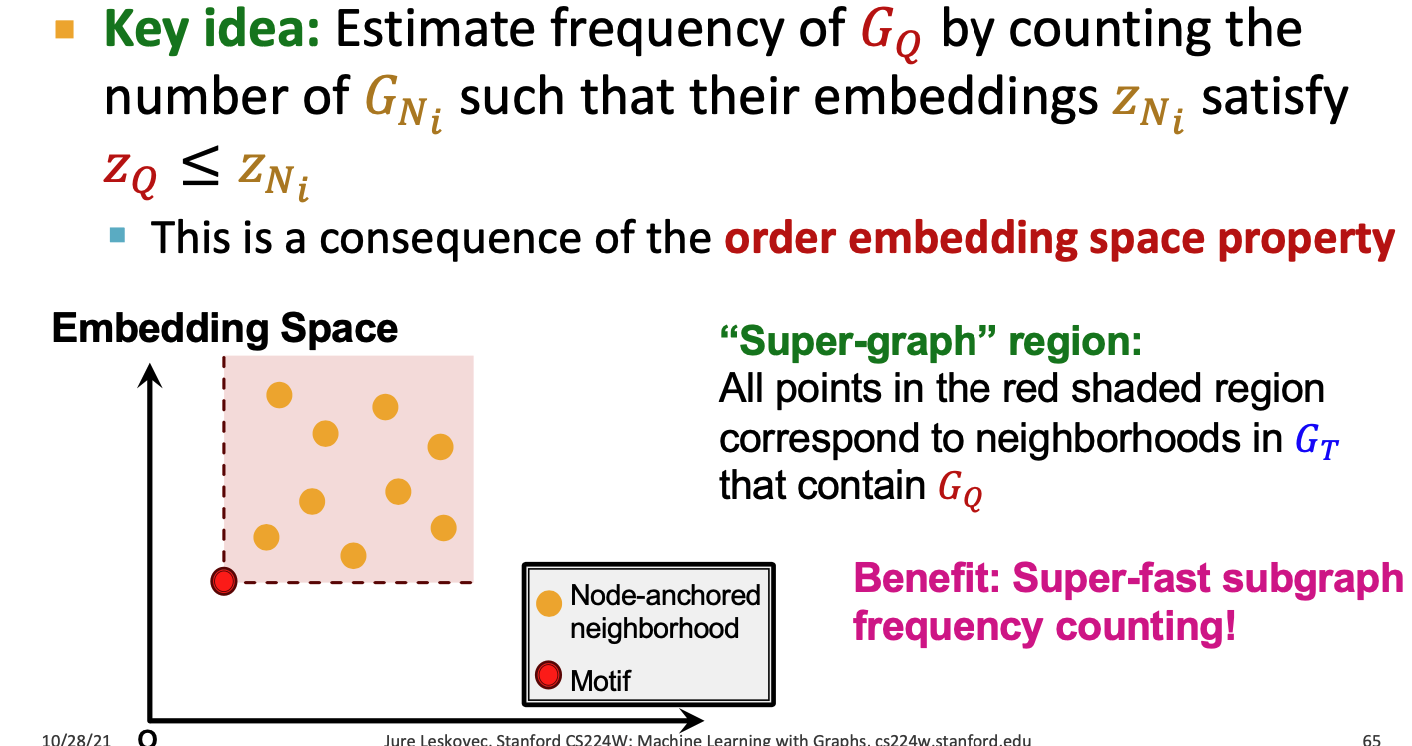 Key idea: Estimate frequency of G_Q by counting the
number of G_{N_i} such that their embeddings z_{N_i} satisfy
z_Q ≤ z_{N_i}
This is a consequence of the order embedding space property
Embedding Space
“Super-graph” region:
All points in the red shaded region
correspond to neighborhoods in G_T
that contain G_Q
Node-anchored
neighborhood
Motif
Benefit: Super-fast subgraph
frequency counting!
O
10/28/21
Jure Leskovec, Stanford CS224W: Machine Learning with Graphs, cs224w.stanford.edu
65